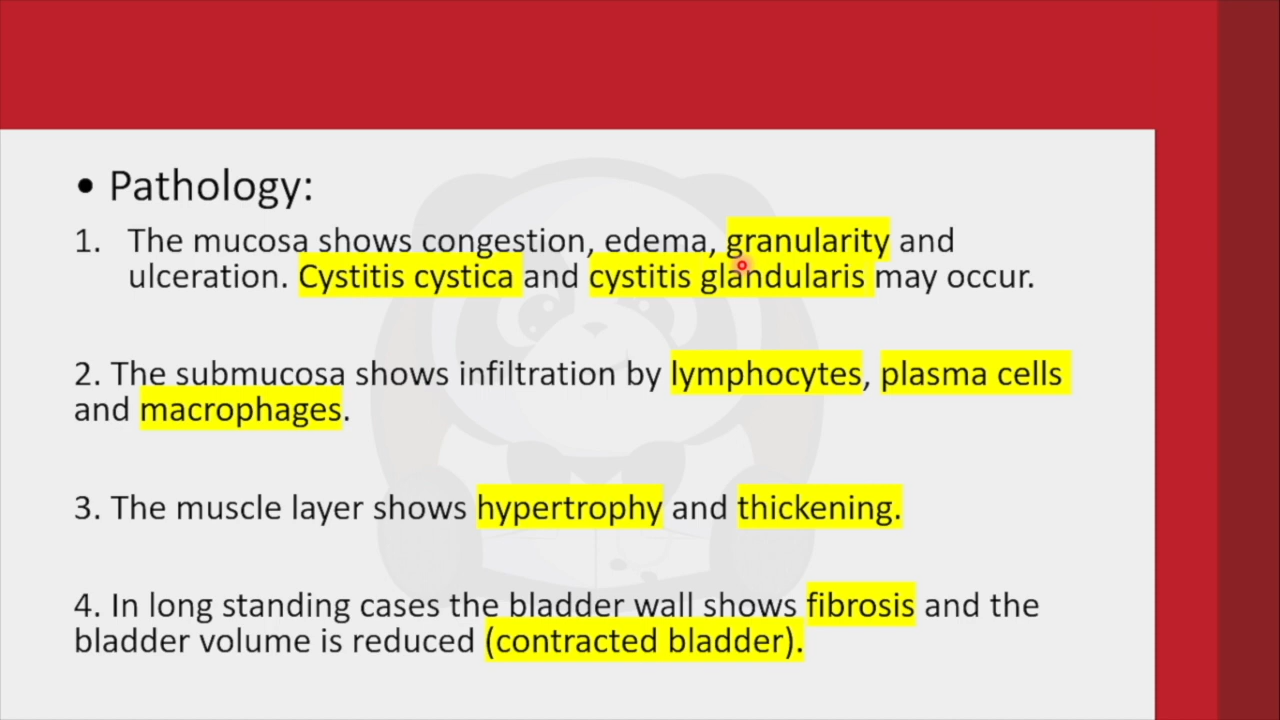 • Pathology:
1. The mucosa shows congestion, edema, granularity and
ulceration. Cystitis cystica and cystitis glandularis may occur.
2. The submucosa shows infiltration by lymphocytes, plasma cells
and macrophages.
3. The muscle layer shows hypertrophy and thickening.
4. In long standing cases the bladder wall shows fibrosis and the
bladder volume is reduced (contracted bladder).